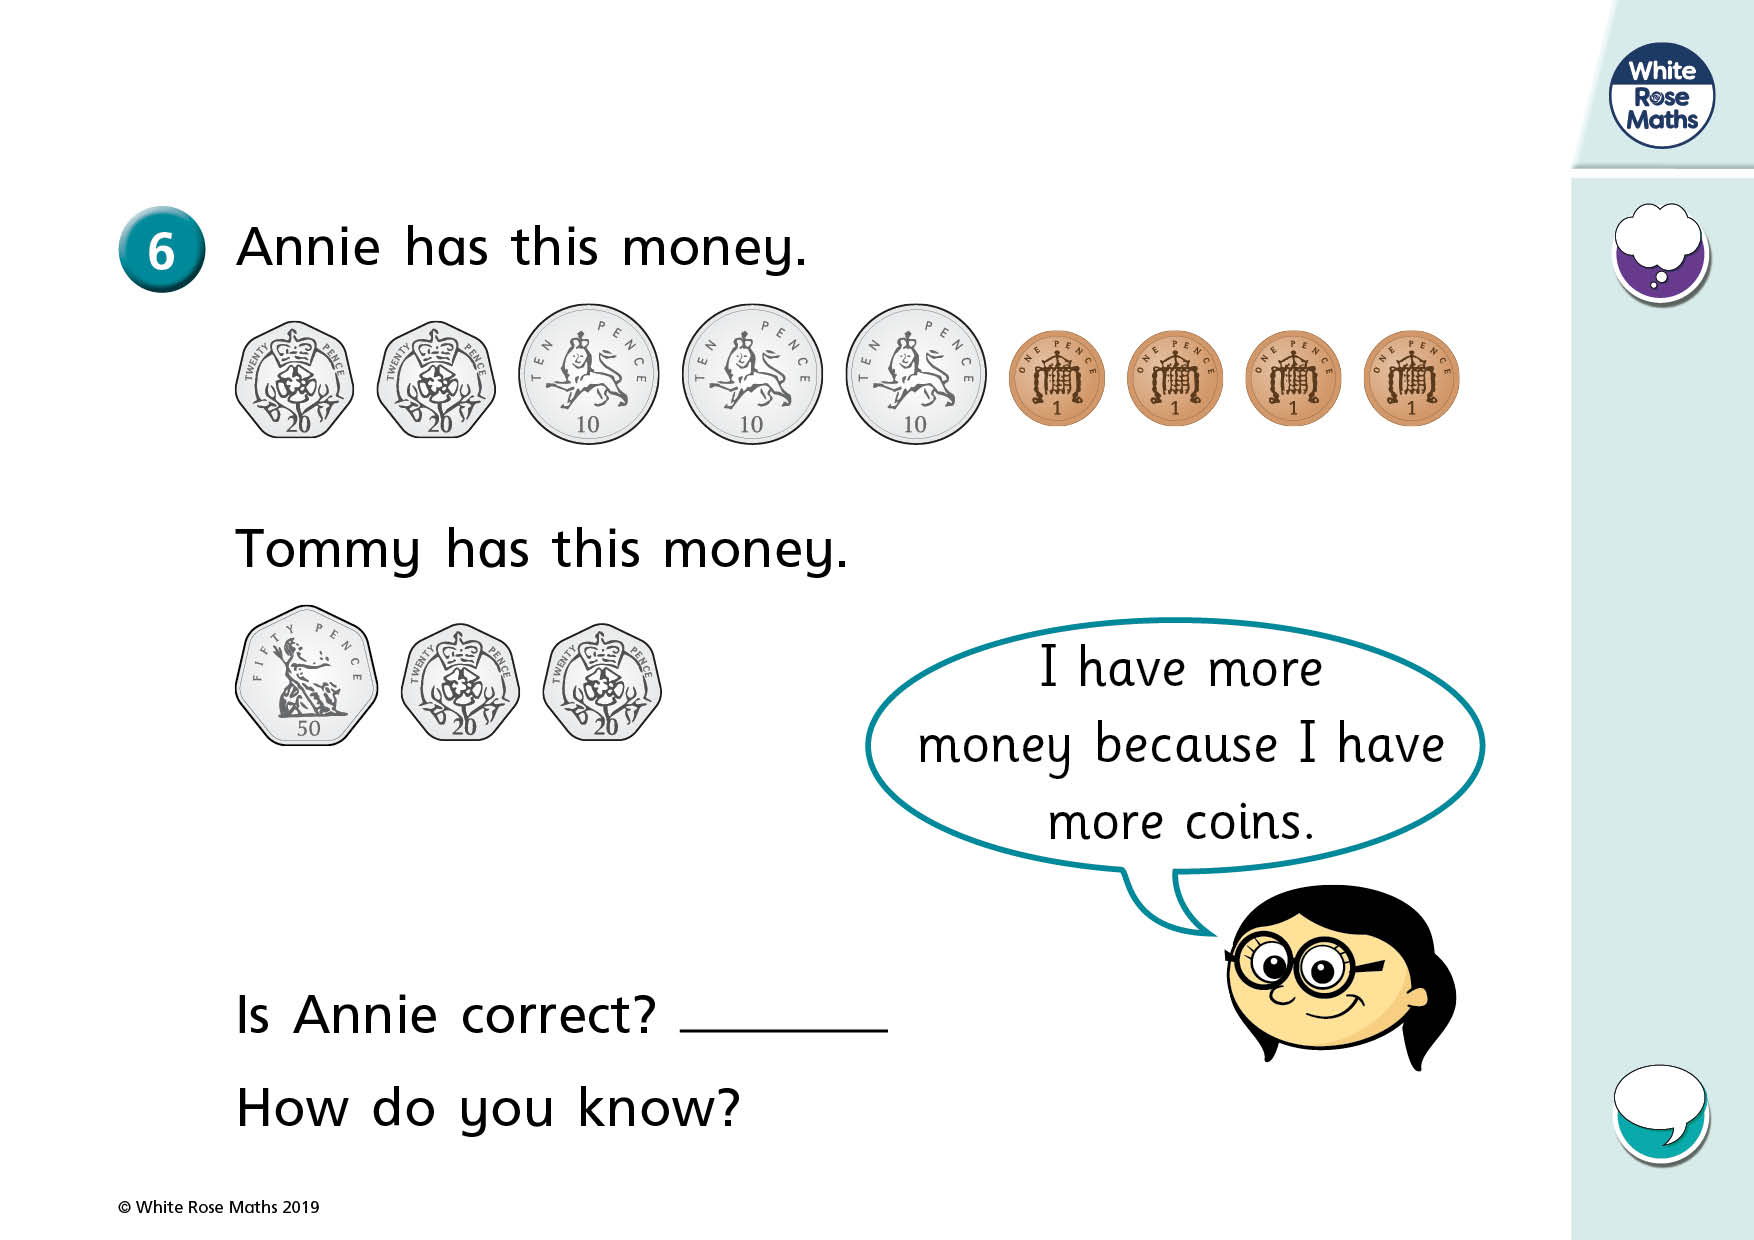 White
Rose
Maths
6 Annie has this money.
TWENTY PENCE 20 TWENTY PENCE 20 TEN PENCE 10 TEN PENCE 10 TEN PENCE 10 ONE PENCE 1 ONE PENCE 1 ONE PENCE 1 ONE PENCE 1
Tommy has this money.
FIFTY PENCE 50 TWENTY PENCE 20 TWENTY PENCE 20
I have more
money because I have
more coins.
Is Annie correct? ________
How do you know?
© White Rose Maths 2019